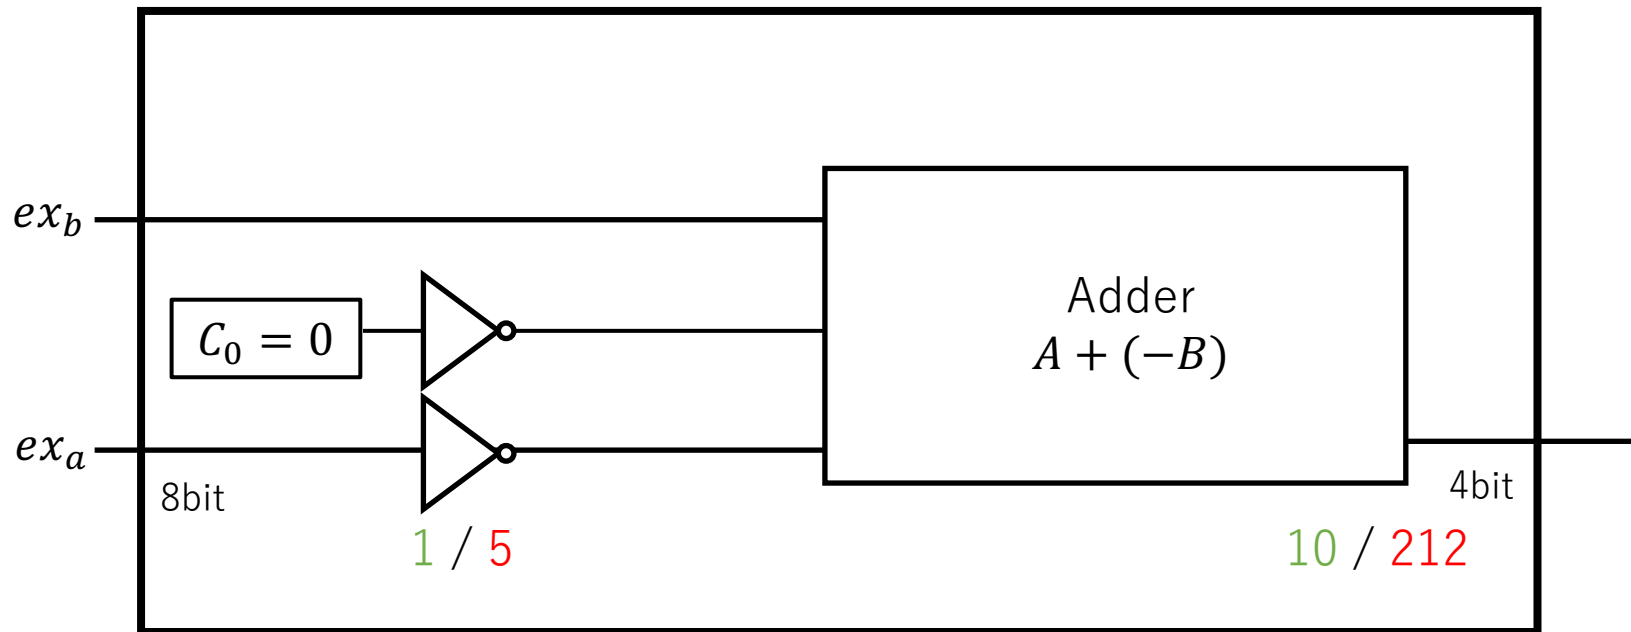 ex_b
C_0 = 0
Adder
A + (−B)
ex_a
8bit
4bit
1 / 5
10 / 212